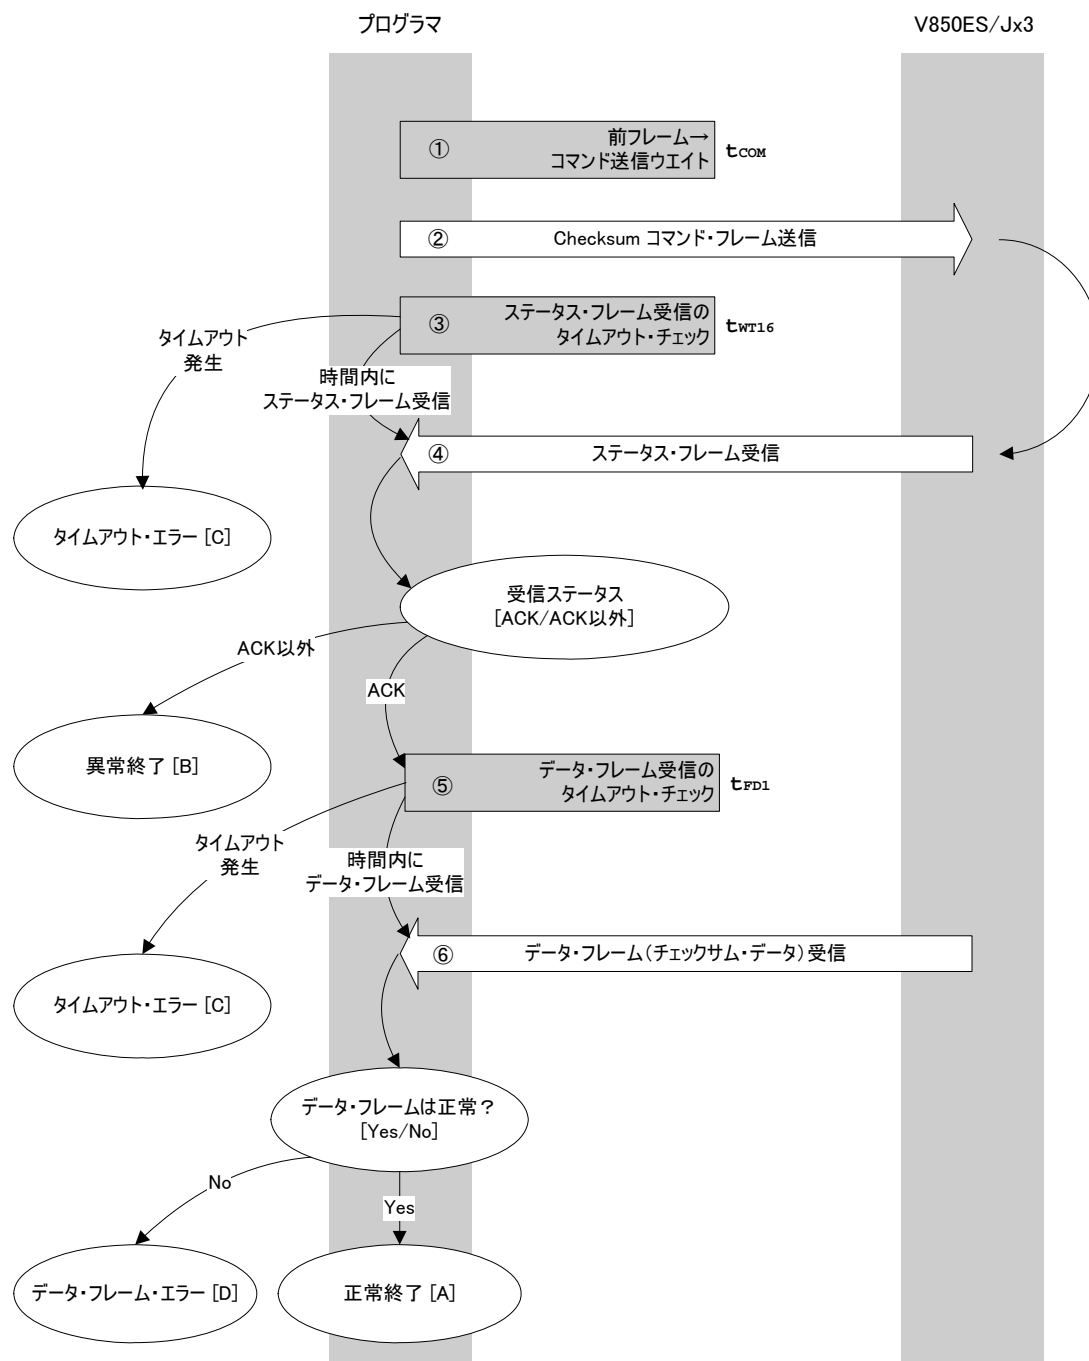 プログラマ
V850ES/Jx3
① 前フレーム→
コマンド送信ウエイト
tCOM
② Checksum コマンド・フレーム送信
③ ステータス・フレーム受信の
タイムアウト・チェック
tWT16
タイムアウト
発生
時間内に
ステータス・フレーム受信
④ ステータス・フレーム受信
タイムアウト・エラー [C]
受信ステータス
[ACK/ACK以外]
ACK以外
ACK
異常終了 [B]
⑤ データ・フレーム受信の
タイムアウト・チェック
tFD1
タイムアウト
発生
時間内に
データ・フレーム受信
⑥ データ・フレーム(チェックサム・データ)受信
タイムアウト・エラー [C]
データ・フレームは正常?
[Yes/No]
No
Yes
データ・フレーム・エラー [D]
正常終了 [A]